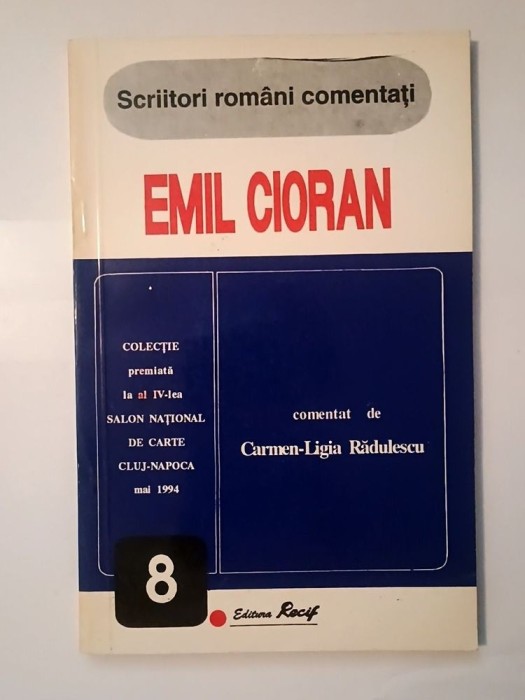 Scriitori români comentați
EMIL CIORAN
COLECȚIE
premiată
la al IV-lea
SALON NAȚIONAL
DE CARTE
CLUJ-NAPOCA
mai 1994
comentat de
Carmen-Ligia Rădulescu
8
Editura Recif